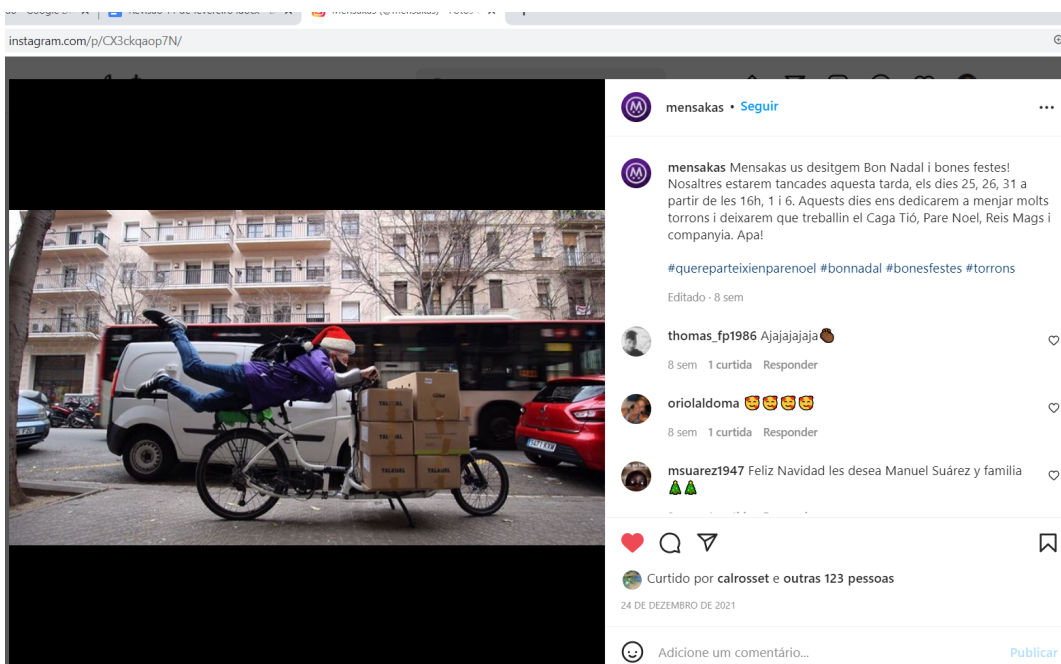 instagram.com/p/CX3ckqaop7N/
mensakas • Seguir
mensakas Mensakas us desitgem Bon Nadal i bones festes!
Nosaltres estarem tancades aquesta tarda, els dies 25, 26, 31 a
partir de les 16h, 1 i 6. Aquests dies ens dedicarem a menjar molts
torrons i deixarem que treballin el Caga Tió, Pare Noel, Reis Mags i
companyia. Apa!
#quereparteixienparenoel #bonnadal #bonesfestes #torrons
Editado · 8 sem
thomas_fp1986 Ajajajajaja
8 sem 1 curtida Responder
oriolaldoma
8 sem 1 curtida Responder
msuarez1947 Feliz Navidad les desea Manuel Suárez y familia
Curtido por calrosset e outras 123 pessoas
24 DE DEZEMBRO DE 2021
Adicione um comentário... Publicar